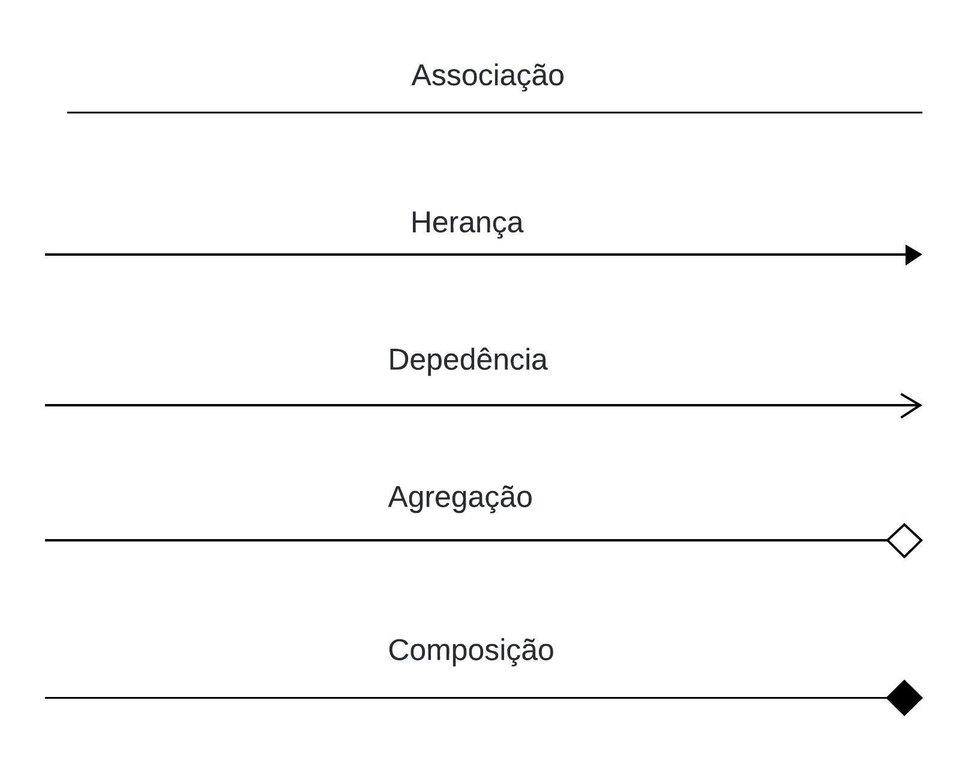 Associação
Herança
Depedência
Agregação
Composição